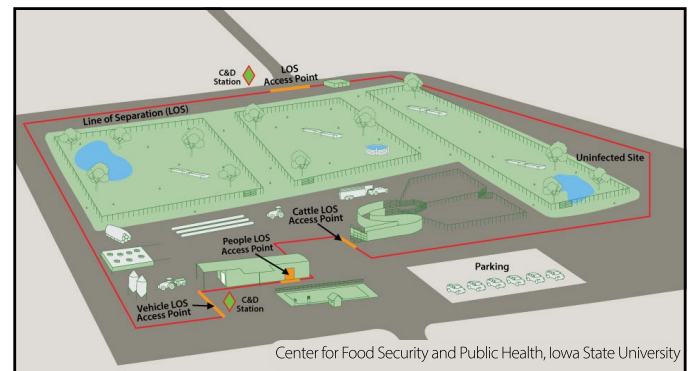 C&D
Station
LOS
Access Point
Line of Separation (LOS)
Uninfected Site
Cattle LOS
Access Point
People LOS
Access Point
Parking
Vehicle LOS
Access Point
C&D
Station
Center for Food Security and Public Health, Iowa State University